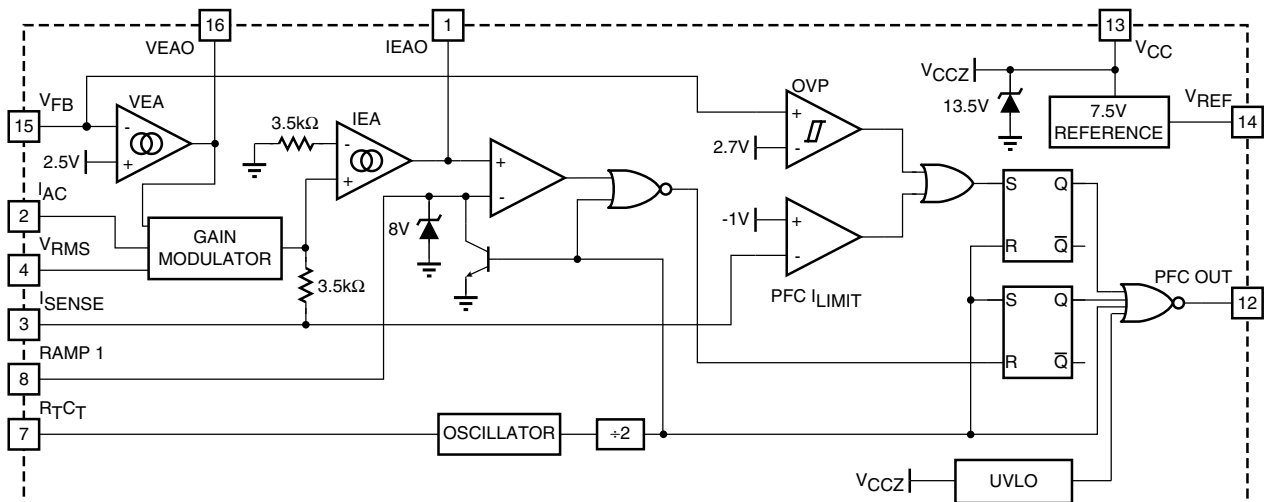 16
VEAO
1
IEAO
13
VCC
VFB
15
VEA
-
+
2.5V
3.5kΩ
IEA
-
+
+
-
OVP
+
-
2.7V
VCCZ
13.5V
7.5V
REFERENCE
VREF
14
IAC
2
VRMS
4
GAIN
MODULATOR
8V
-1V
+
-
PFC ILIMIT
S
Q
R
Q̅
3.5kΩ
ISENSE
3
S
Q
R
Q̅
PFC OUT
12
RAMP 1
8
RTCT
7
OSCILLATOR
÷2
VCCZ
UVLO